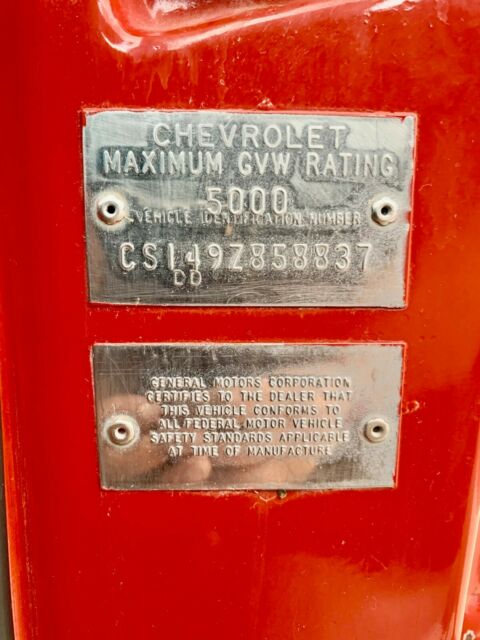 CHEVROLET
MAXIMUM GVW RATING
5000
VEHICLE IDENTIFICATION NUMBER
CS149Z858837
DD
GENERAL MOTORS CORPORATION
CERTIFIES TO THE DEALER THAT
THIS VEHICLE CONFORMS TO
ALL FEDERAL MOTOR VEHICLE
SAFETY STANDARDS APPLICABLE
AT TIME OF MANUFACTURE